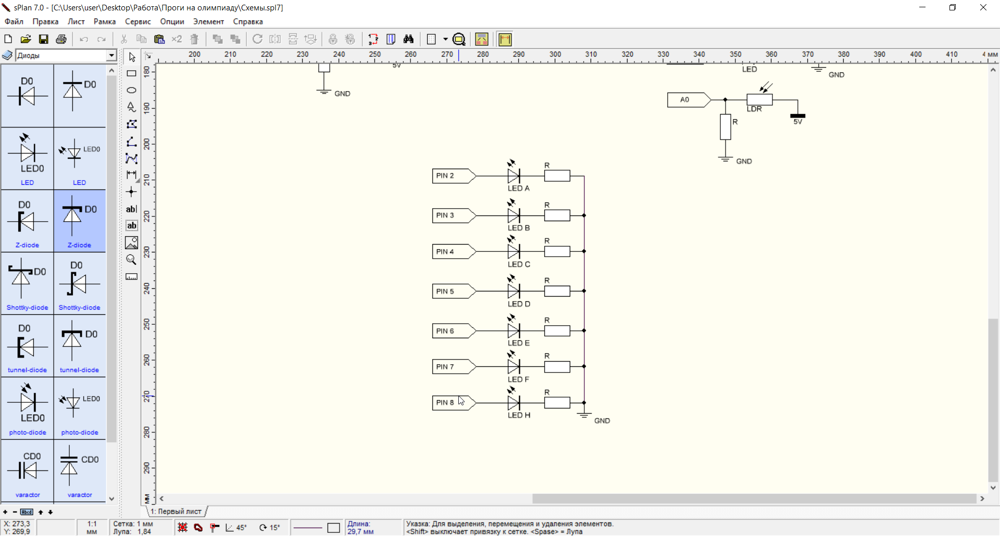 sPlan 7.0 - [C:\Users\user\Desktop\Работа\Проги на олимпиаду\Схемы.spl7]
Файл Правка Лист Рамка Сервис Опции Элемент Справка
×2
Диоды
200 210 220 230 240 250 260 270 280 290 300 310 320 330 340 350 360 370 380 390 400 410 4 мм
180
190
200
210
220
230
240
250
260
270
280
290
мм
D0 D0
LED0 LED0
LED LED
D0 D0
Z-diode Z-diode
D0 D0
Shottky-diode Shottky-diode
D0 D0
tunnel-diode tunnel-diode
LED0 LED0
photo-diode photo-diode
CD0 CD0
varactor varactor
ab|
ab
5V
GND
LED
GND
A0
LDR
5V
R
GND
PIN 2
LED A
R
PIN 3
LED B
R
PIN 4
LED C
R
PIN 5
LED D
R
PIN 6
LED E
R
PIN 7
LED F
R
PIN 8
LED H
R
GND
Abcd
1: Первый лист
X: 273,3
Y: 269,9
1:1
мм
Сетка: 1 мм
Лупа: 1,84
45°
15°
Длина:
29,7 мм
Указка: Для выделения, перемещения и удаления элементов.
<Shift> выключает привязку к сетке. <Spase> = Лупа